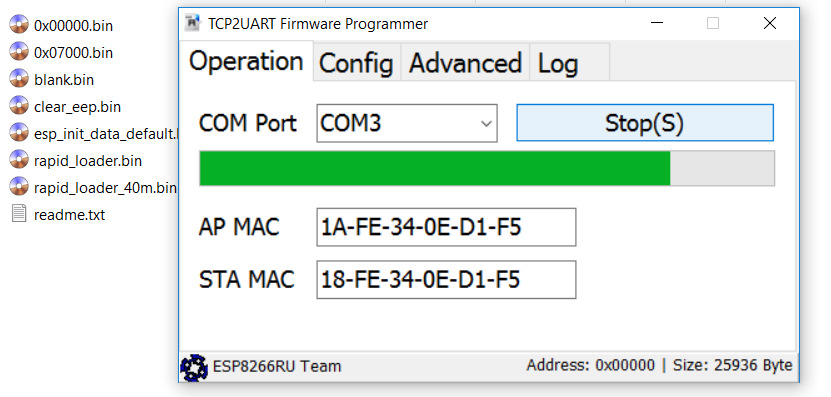 0x00000.bin
0x07000.bin
blank.bin
clear_eep.bin
esp_init_data_default.
rapid_loader.bin
rapid_loader_40m.bin
readme.txt
TCP2UART Firmware Programmer
Operation Config Advanced Log
COM Port COM3 Stop(S)
AP MAC 1A-FE-34-0E-D1-F5
STA MAC 18-FE-34-0E-D1-F5
ESP8266RU Team Address: 0x00000 | Size: 25936 Byte